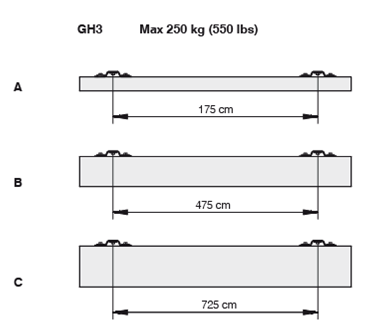 GH3 Max 250 kg (550 lbs)
A
175 cm
B
475 cm
C
725 cm